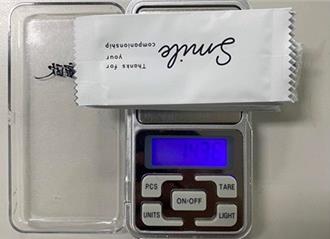 Smile
Thanks for
your
companionship
PCS
TARE
ON·OFF
UNITS
LIGHT